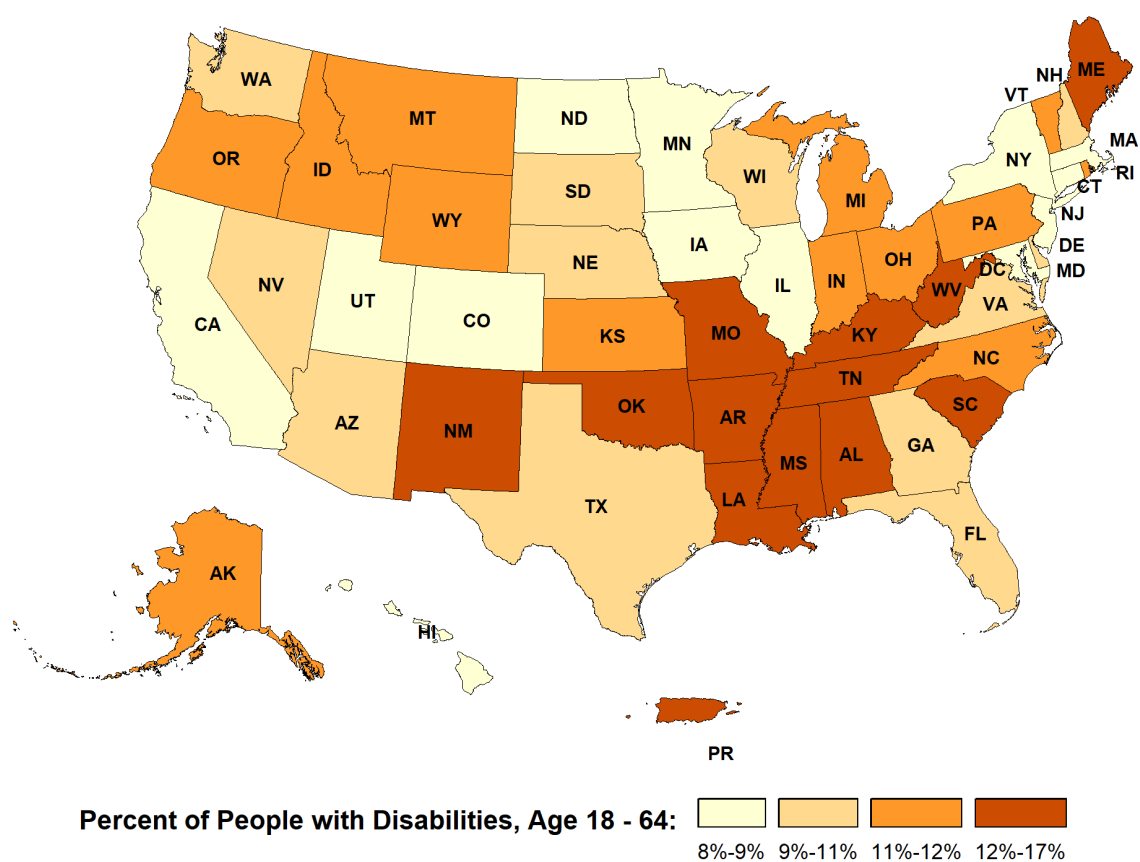 ME
NH
WA
VT
MT
ND
MN
MA
OR
ID
NY
RI
WI
SD
CT
MI
WY
NJ
PA
IA
DE
NE
OH
DC
MD
NV
IN
IL
WV
UT
VA
CO
CA
MO
KY
KS
NC
TN
OK
SC
AR
AZ
NM
GA
AL
MS
LA
TX
FL
AK
HI
PR
Percent of People with Disabilities, Age 18 - 64:
8%-9% 9%-11% 11%-12% 12%-17%